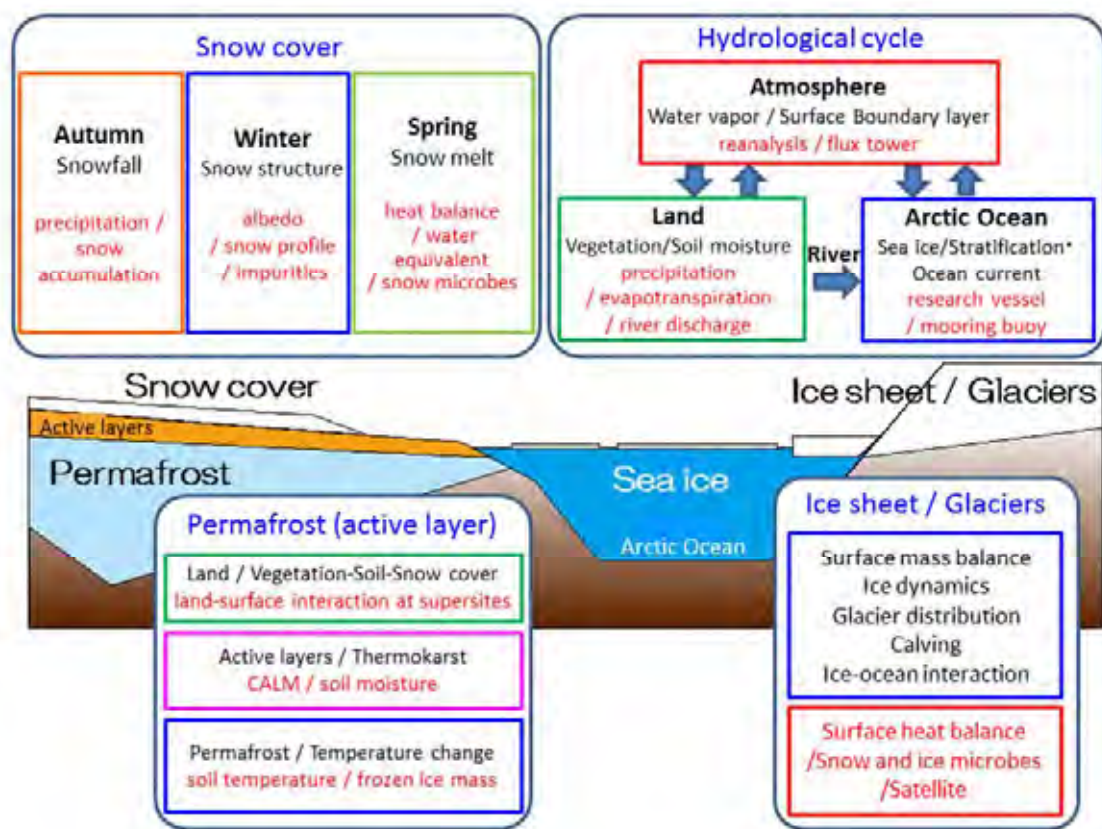 Snow cover
Autumn
Snowfall
precipitation /
snow
accumulation
Winter
Snow structure
albedo
/ snow profile
/ impurities
Spring
Snow melt
heat balance
/ water
equivalent
/ snow microbes
Hydrological cycle
Atmosphere
Water vapor / Surface Boundary layer
reanalysis / flux tower
Land
Vegetation/Soil moisture
precipitation
/ evapotranspiration
/ river discharge
River
Arctic Ocean
Sea ice/Stratification*
Ocean current
research vessel
/ mooring buoy
Snow cover
Ice sheet / Glaciers
Active layers
Permafrost
Sea ice
Arctic Ocean
Permafrost (active layer)
Land / Vegetation-Soil-Snow cover
land-surface interaction at supersites
Active layers / Thermokarst
CALM / soil moisture
Permafrost / Temperature change
soil temperature / frozen ice mass
Ice sheet / Glaciers
Surface mass balance
Ice dynamics
Glacier distribution
Calving
Ice-ocean interaction
Surface heat balance
/Snow and ice microbes
/Satellite